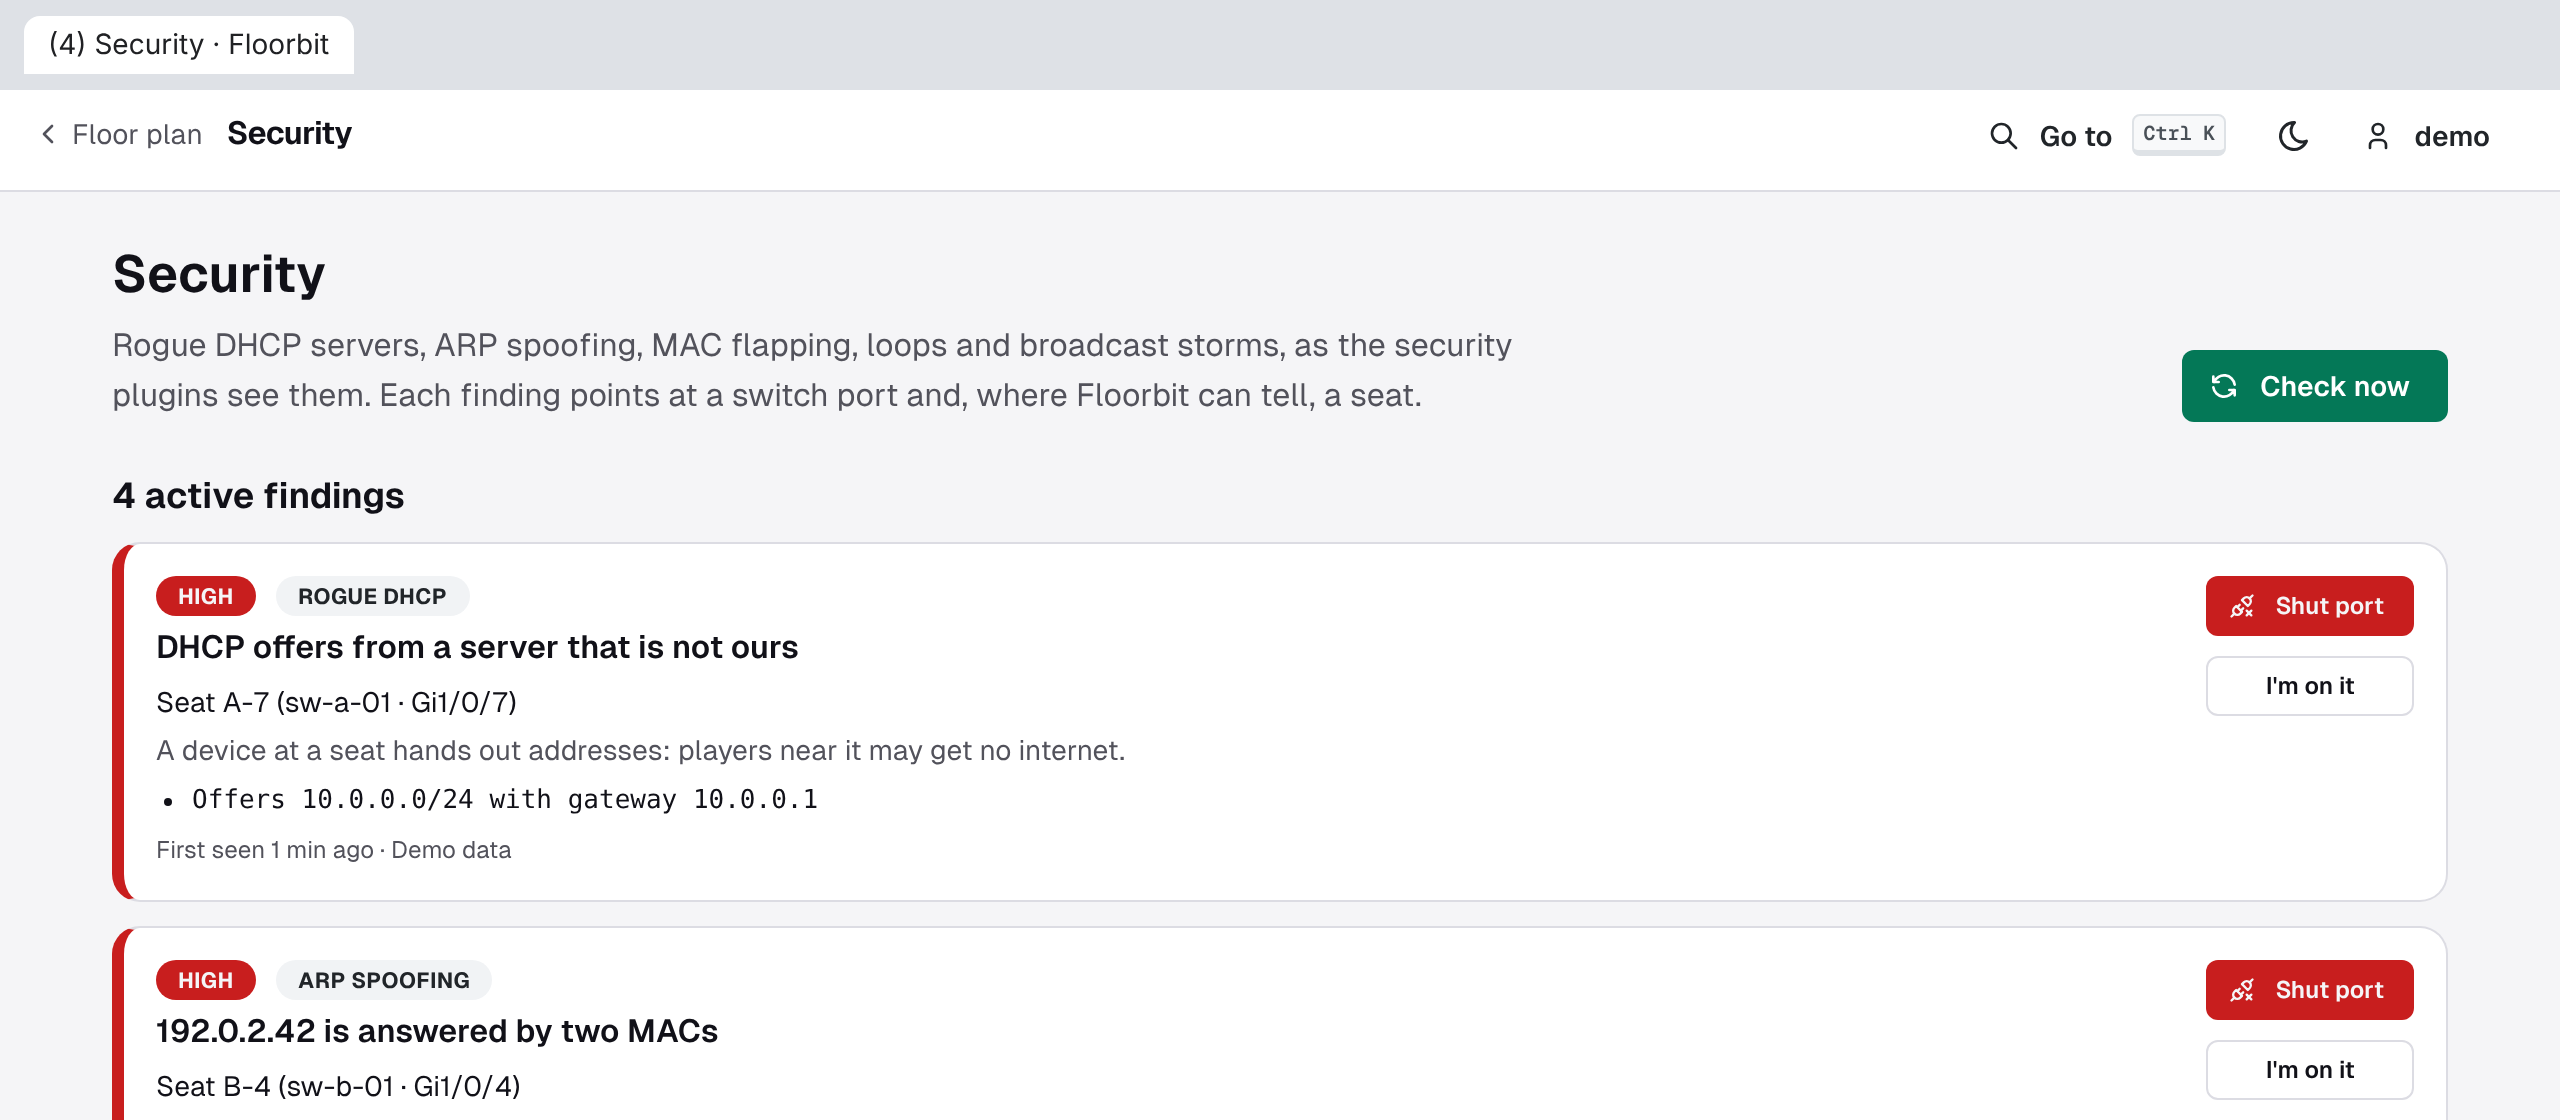 (4) Security · Floorbit
Floor plan Security
Go to Ctrl K demo
Security
Rogue DHCP servers, ARP spoofing, MAC flapping, loops and broadcast storms, as the security
plugins see them. Each finding points at a switch port and, where Floorbit can tell, a seat.
Check now
4 active findings
HIGH ROGUE DHCP
Shut port
DHCP offers from a server that is not ours
I'm on it
Seat A-7 (sw-a-01 · Gi1/0/7)
A device at a seat hands out addresses: players near it may get no internet.
• Offers 10.0.0.0/24 with gateway 10.0.0.1
First seen 1 min ago · Demo data
HIGH ARP SPOOFING
Shut port
192.0.2.42 is answered by two MACs
I'm on it
Seat B-4 (sw-b-01 · Gi1/0/4)